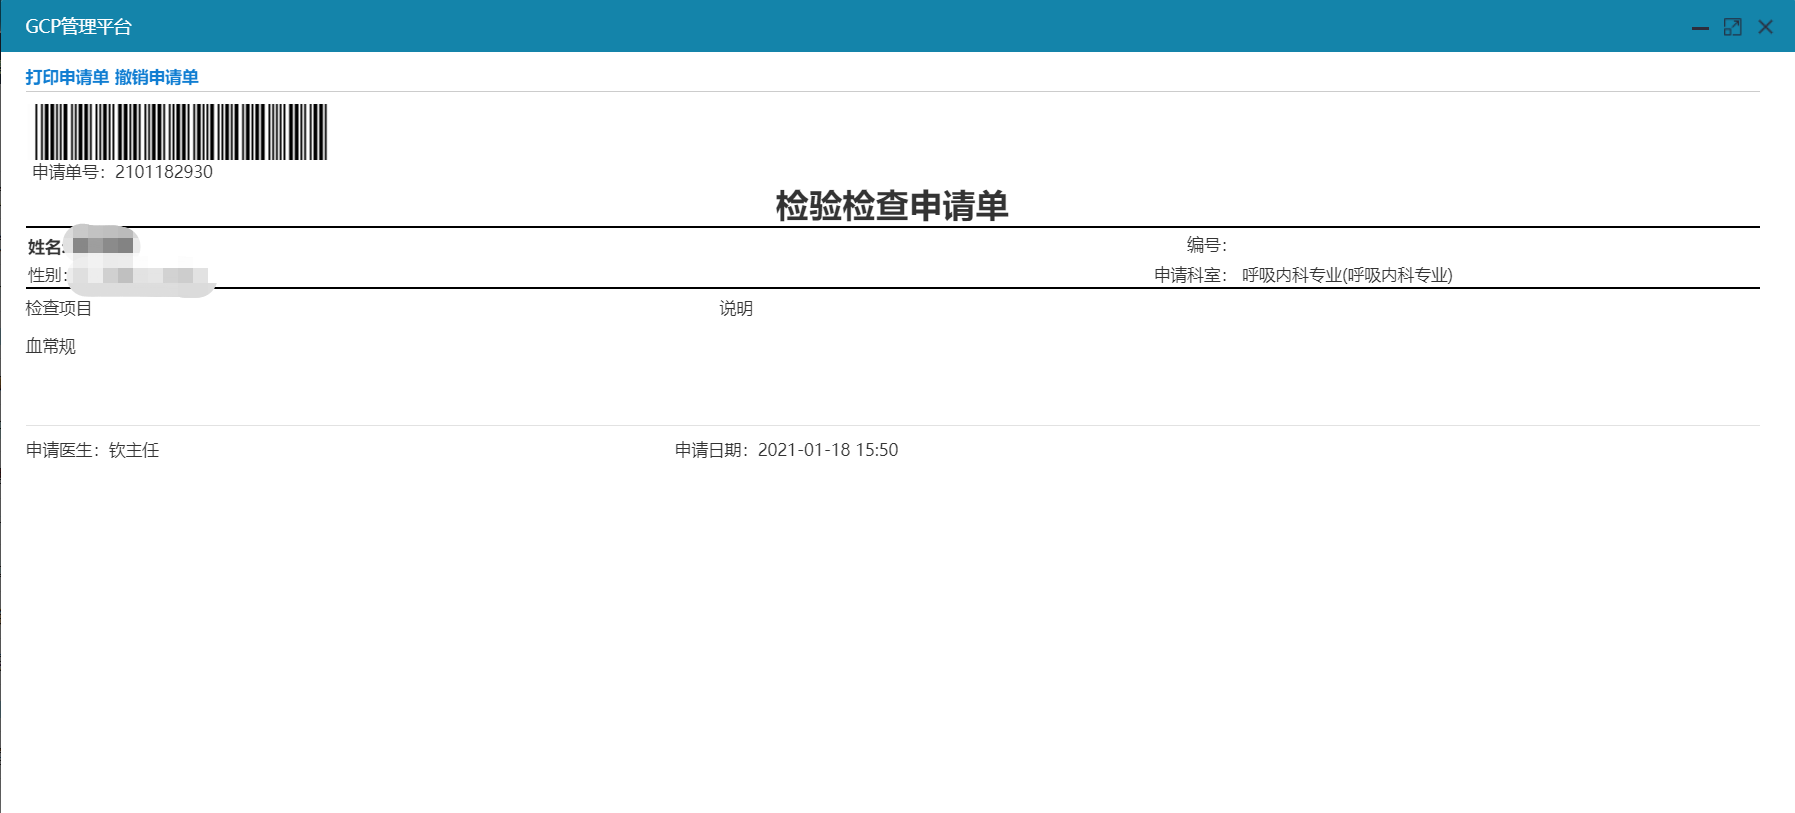 GCP管理平台
打印申请单 撤销申请单
申请单号：2101182930
检验检查申请单
姓名:
编号：
性别：
申请科室： 呼吸内科专业(呼吸内科专业)
检查项目 说明
血常规
申请医生：钦主任 申请日期：2021-01-18 15:50